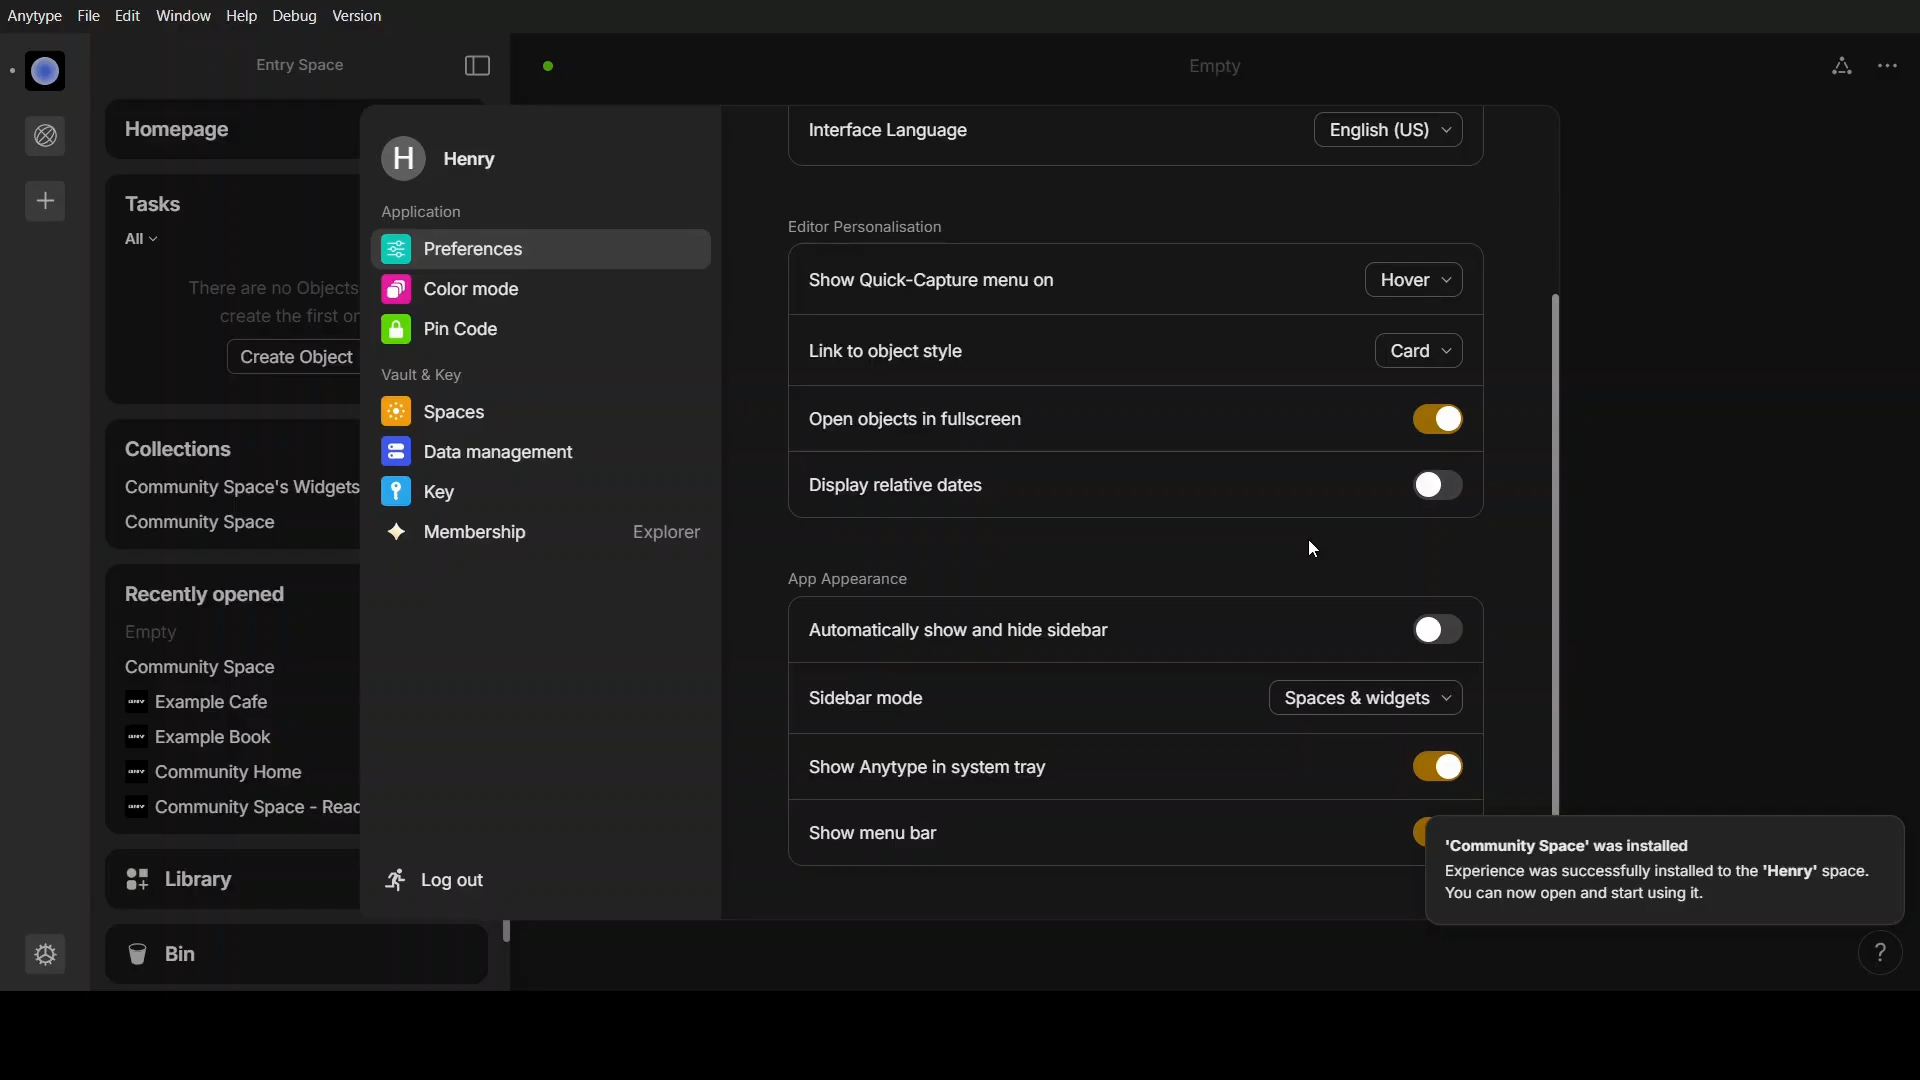 Anytype File Edit Window Help Debug Version
Entry Space
Empty
Homepage
Tasks
All
There are no Objects
create the first or
Create Object
Collections
Community Space's Widgets
Community Space
Recently opened
Empty
Community Space
Example Cafe
Example Book
Community Home
Community Space - Read
Library
Bin
H Henry
Application
Preferences
Color mode
Pin Code
Vault & Key
Spaces
Data management
Key
Membership Explorer
Log out
Interface Language English (US)
Editor Personalisation
Show Quick-Capture menu on Hover
Link to object style Card
Open objects in fullscreen
Display relative dates
App Appearance
Automatically show and hide sidebar
Sidebar mode Spaces & widgets
Show Anytype in system tray
Show menu bar
'Community Space' was installed
Experience was successfully installed to the 'Henry' space.
You can now open and start using it.
?